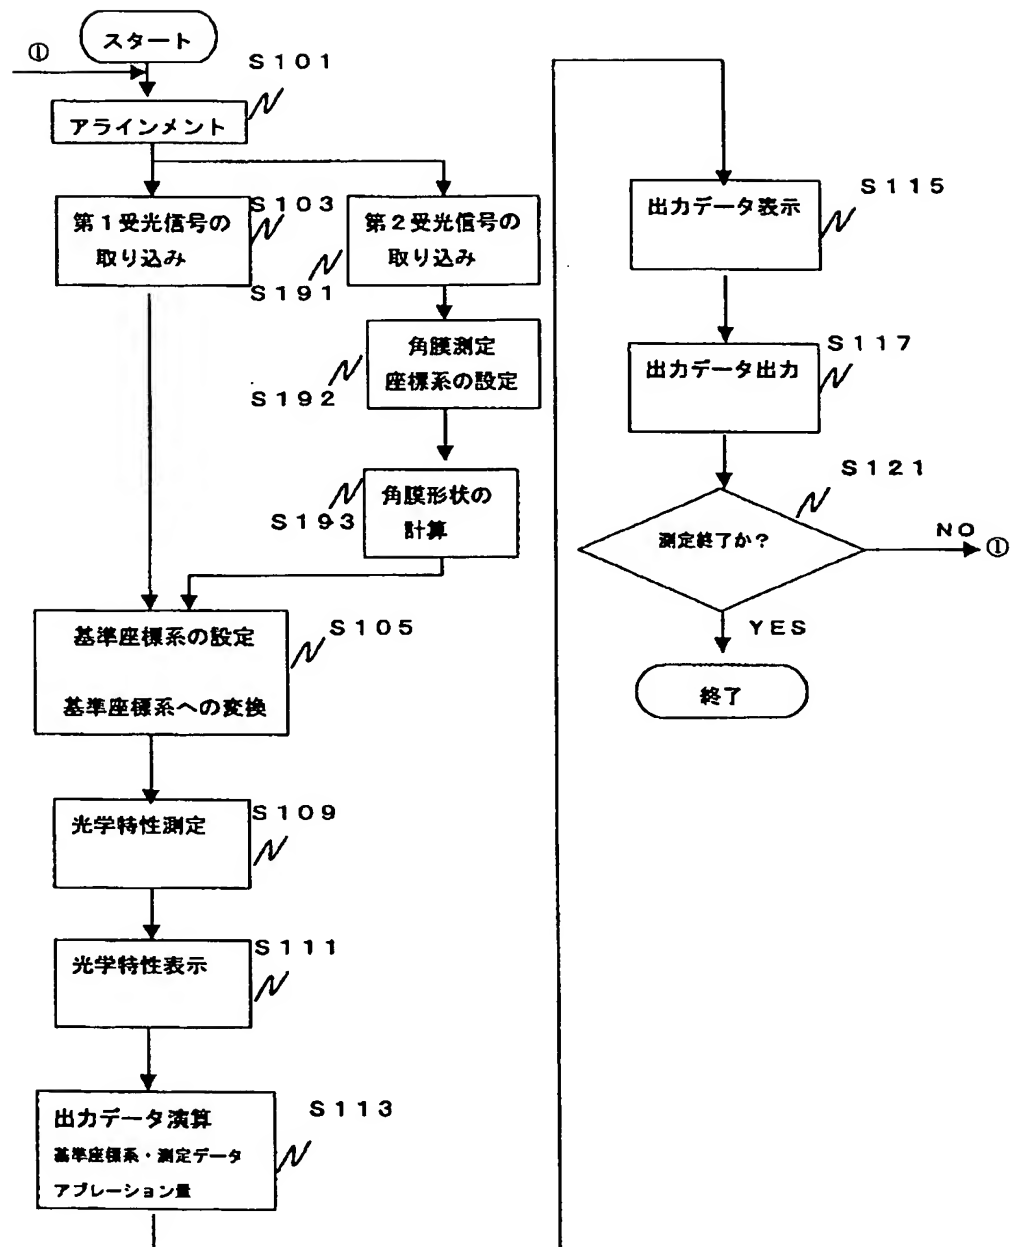 スタート
①
S101
アラインメント
第1受光信号の
取り込み
S103
第2受光信号の
取り込み
S191
角膜測定
座標系の設定
S192
角膜形状の
計算
S193
基準座標系の設定
基準座標系への変換
S105
光学特性測定
S109
光学特性表示
S111
出力データ演算
基準座標系・測定データ
アブレーション量
S113
出力データ表示
S115
出力データ出力
S117
測定終了か?
S121
NO
①
YES
終了